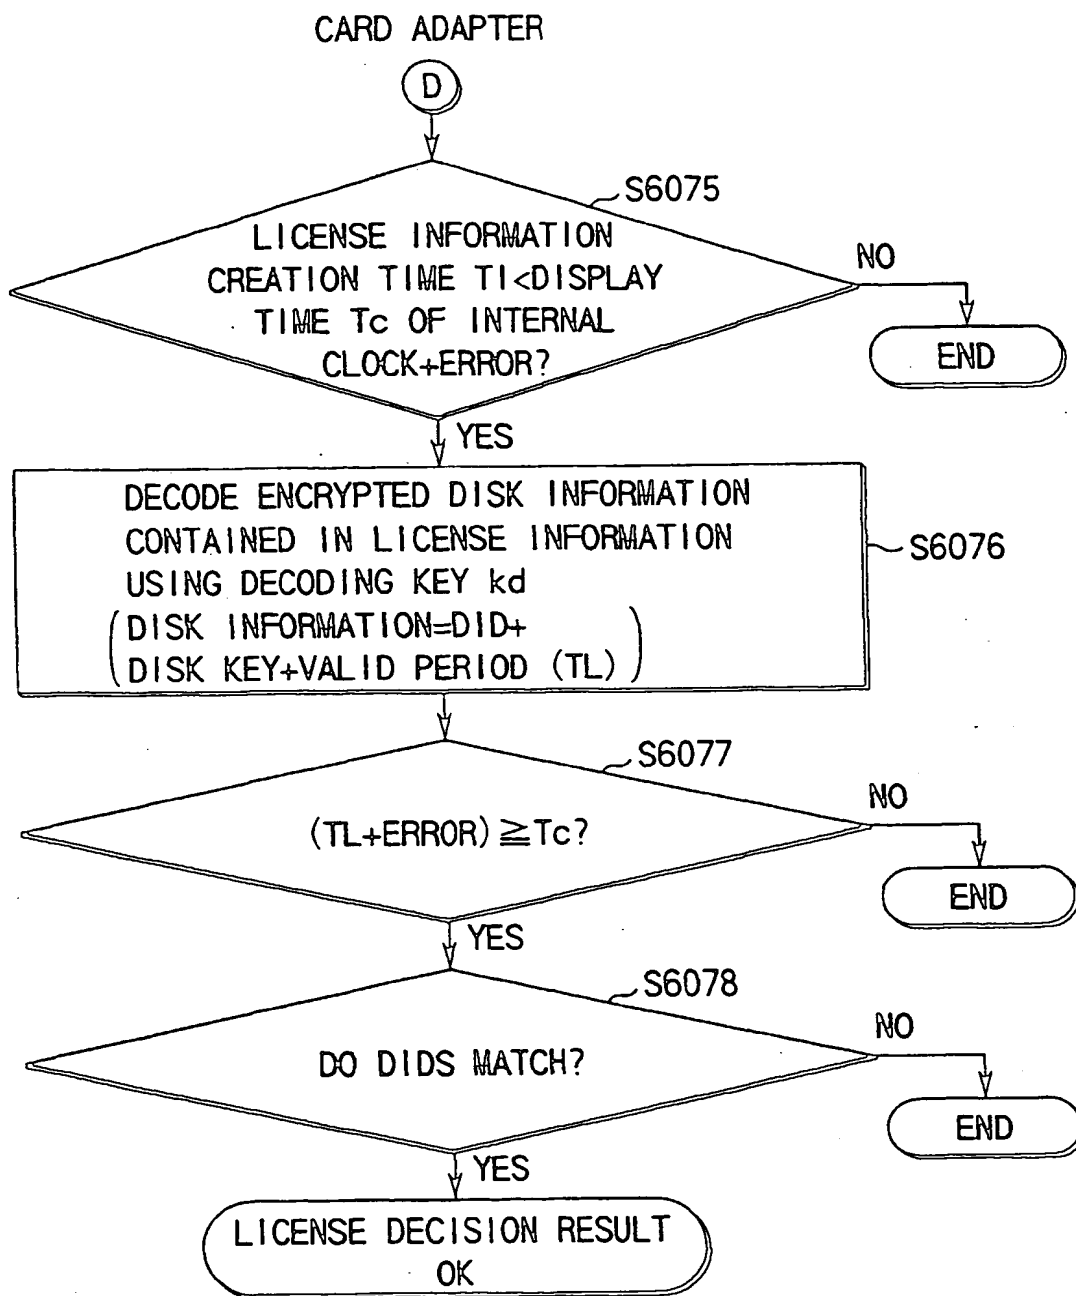 CARD ADAPTER
D
S6075
LICENSE INFORMATION
CREATION TIME TI<DISPLAY
TIME Tc OF INTERNAL
CLOCK+ERROR?
NO
END
YES
DECODE ENCRYPTED DISK INFORMATION
CONTAINED IN LICENSE INFORMATION
USING DECODING KEY kd
(DISK INFORMATION=DID+
DISK KEY+VALID PERIOD (TL))
S6076
S6077
(TL+ERROR)≧Tc?
NO
END
YES
S6078
DO DIDS MATCH?
NO
END
YES
LICENSE DECISION RESULT
OK